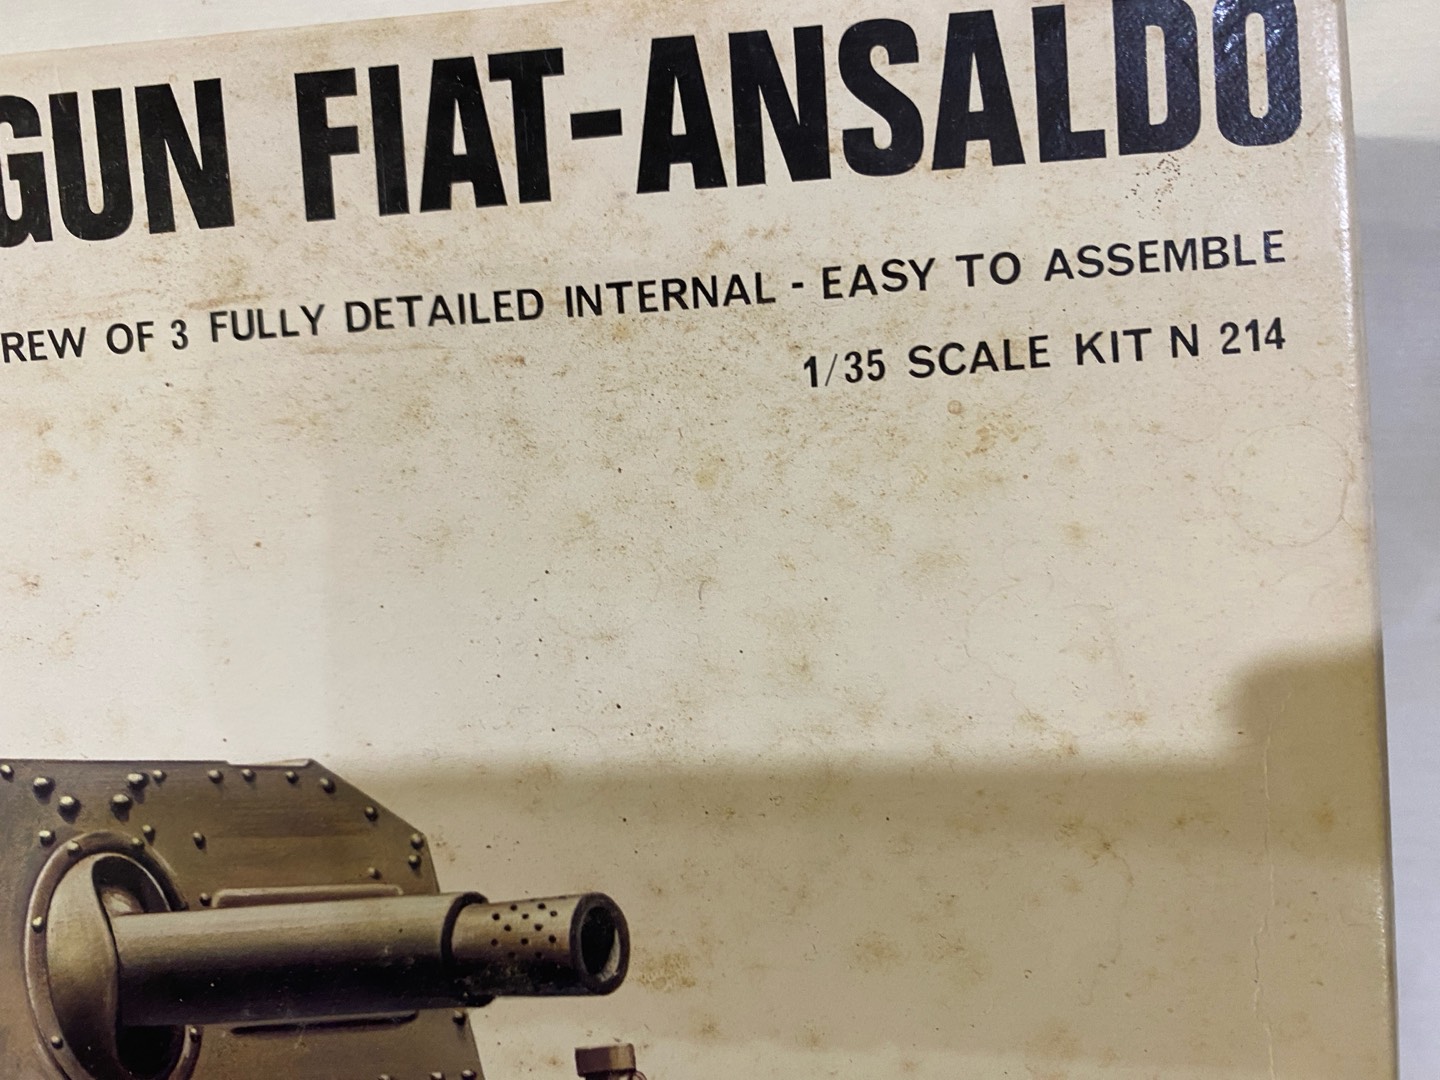 GUN FIAT-ANSALDO
REW OF 3 FULLY DETAILED INTERNAL - EASY TO ASSEMBLE
1/35 SCALE KIT N 214